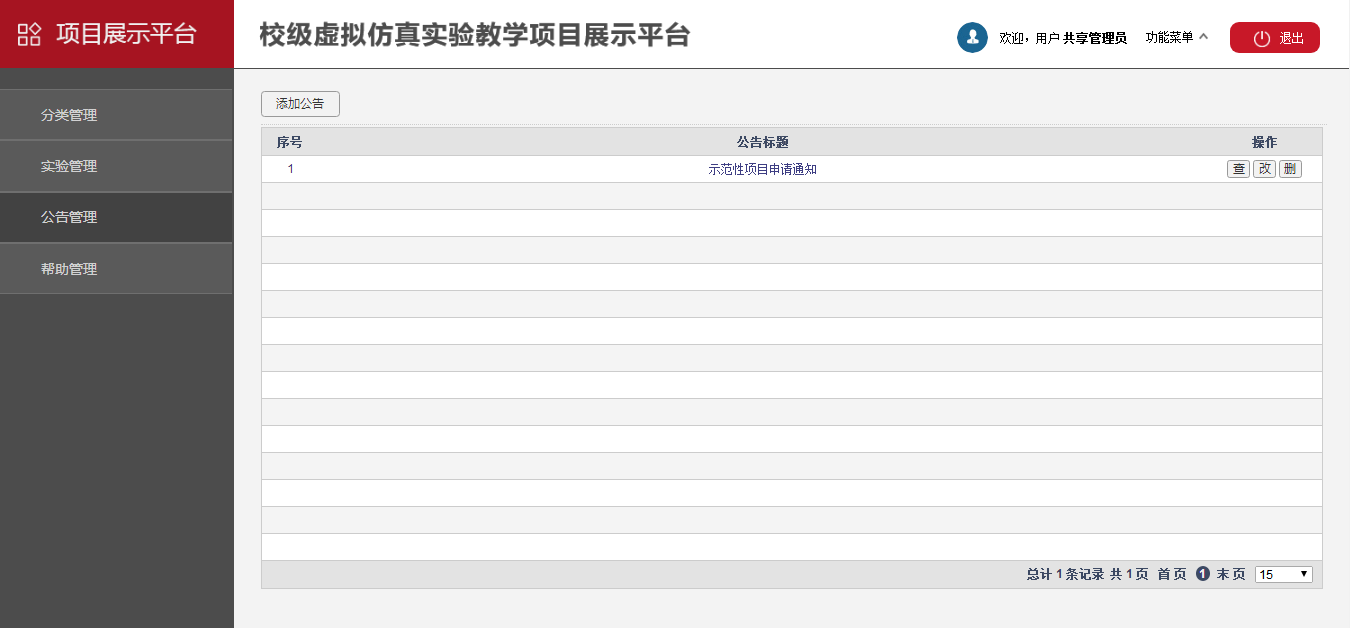 项目展示平台
校级虚拟仿真实验教学项目展示平台
欢迎，用户 共享管理员 功能菜单 退出
分类管理
实验管理
公告管理
帮助管理
添加公告
序号 公告标题 操作
1 示范性项目申请通知 查 改 删
总计 1 条记录 共 1 页 首 页 1 末 页 15